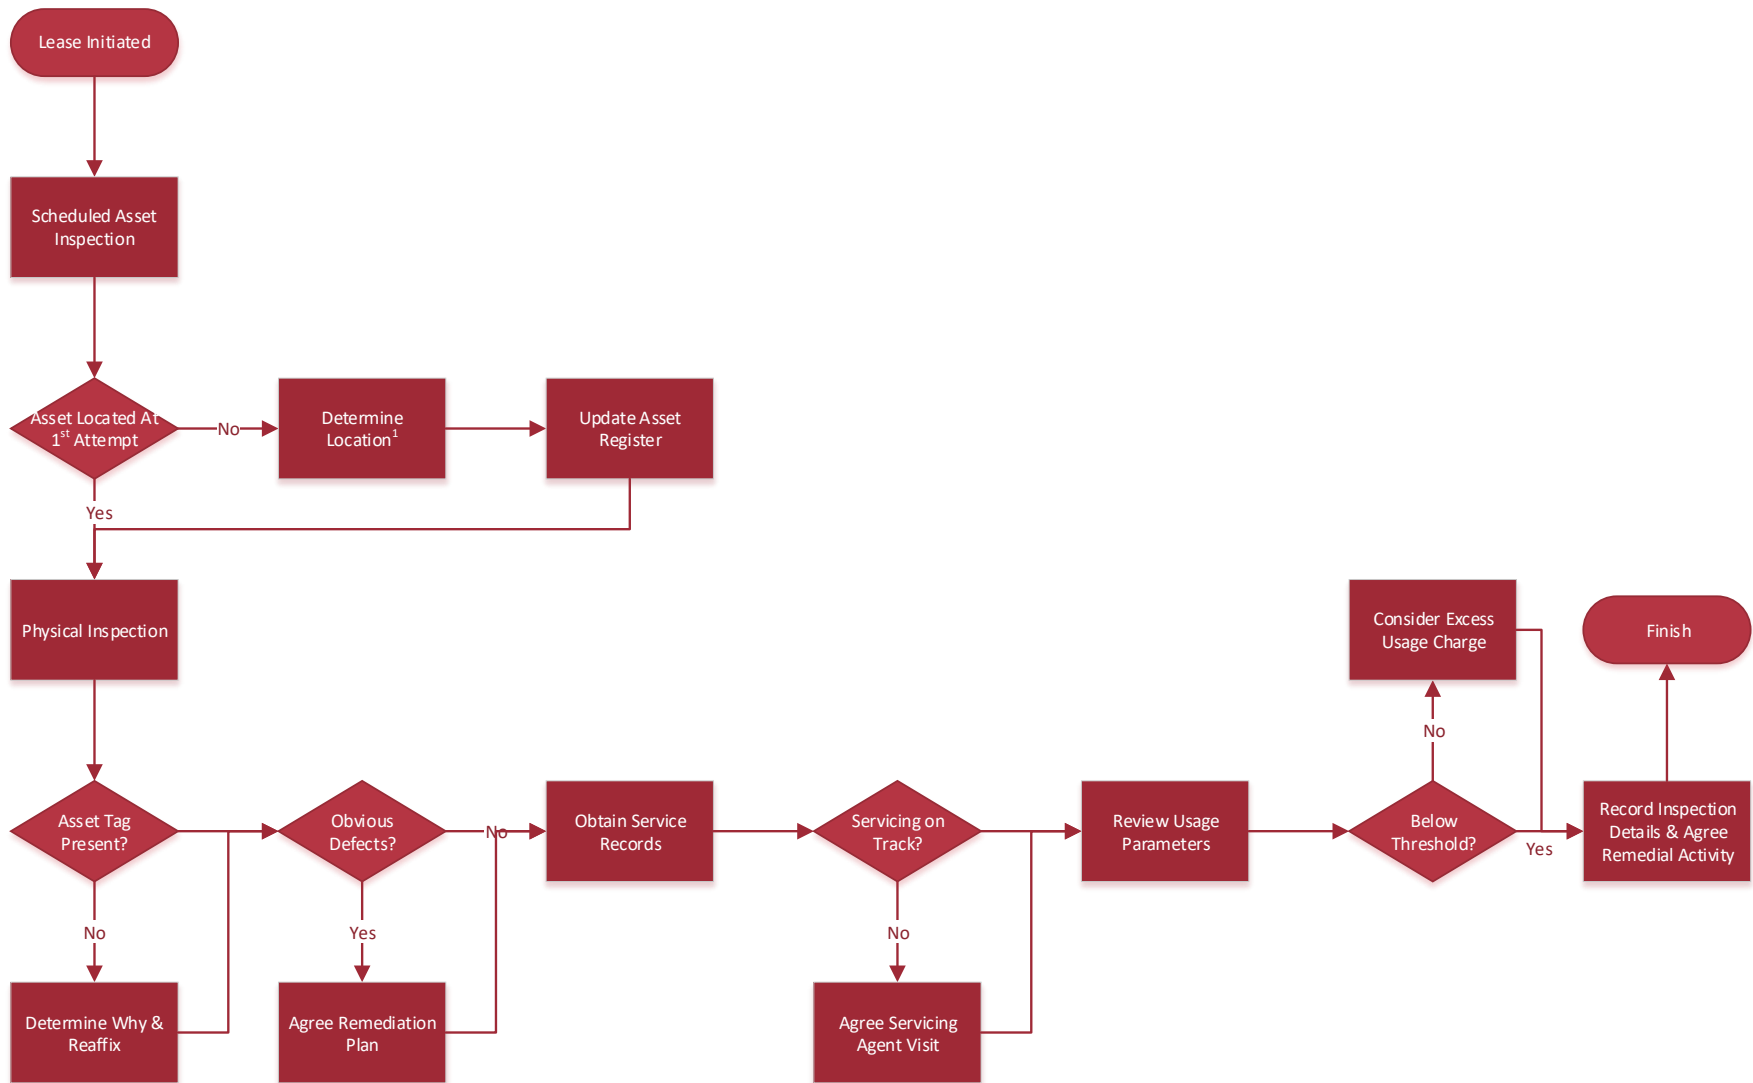 Lease Initiated
Scheduled Asset
Inspection
Asset Located At
1st Attempt
No
Determine
Location1
Update Asset
Register
Yes
Physical Inspection
Consider Excess
Usage Charge
Finish
No
Asset Tag
Present?
Obvious
Defects?
No
Obtain Service
Records
Servicing on
Track?
Review Usage
Parameters
Below
Threshold?
Yes
Record Inspection
Details & Agree
Remedial Activity
No
Yes
No
Determine Why &
Reaffix
Agree Remediation
Plan
Agree Servicing
Agent Visit